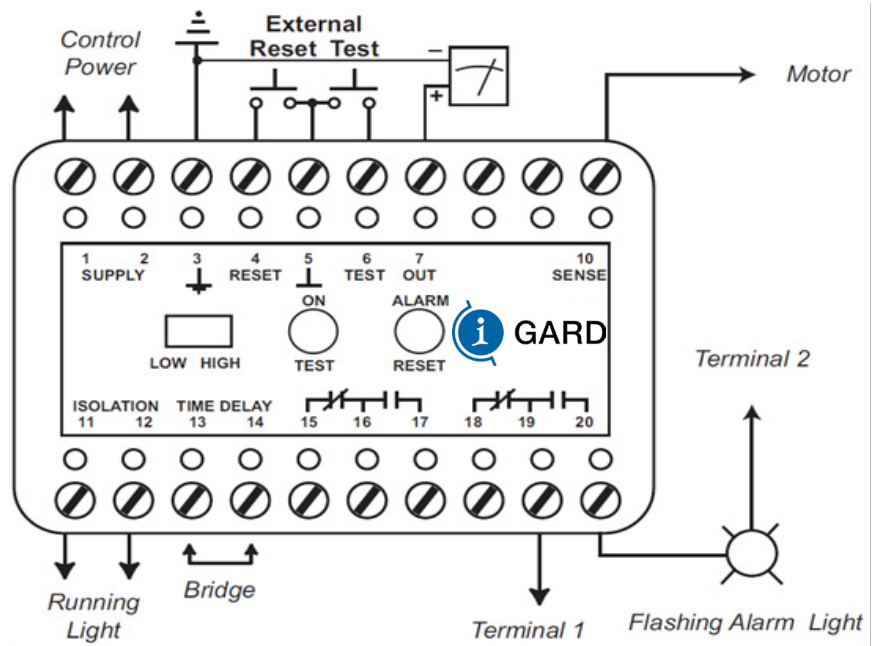 Control
Power
External
Reset Test
–
+
Motor
1 2 3 4 5 6 7 10
SUPPLY RESET TEST OUT SENSE
ON ALARM
i GARD
LOW HIGH TEST RESET
ISOLATION TIME DELAY
11 12 13 14 15 16 17 18 19 20
Terminal 2
Running
Light
Bridge
Terminal 1
Flashing Alarm Light